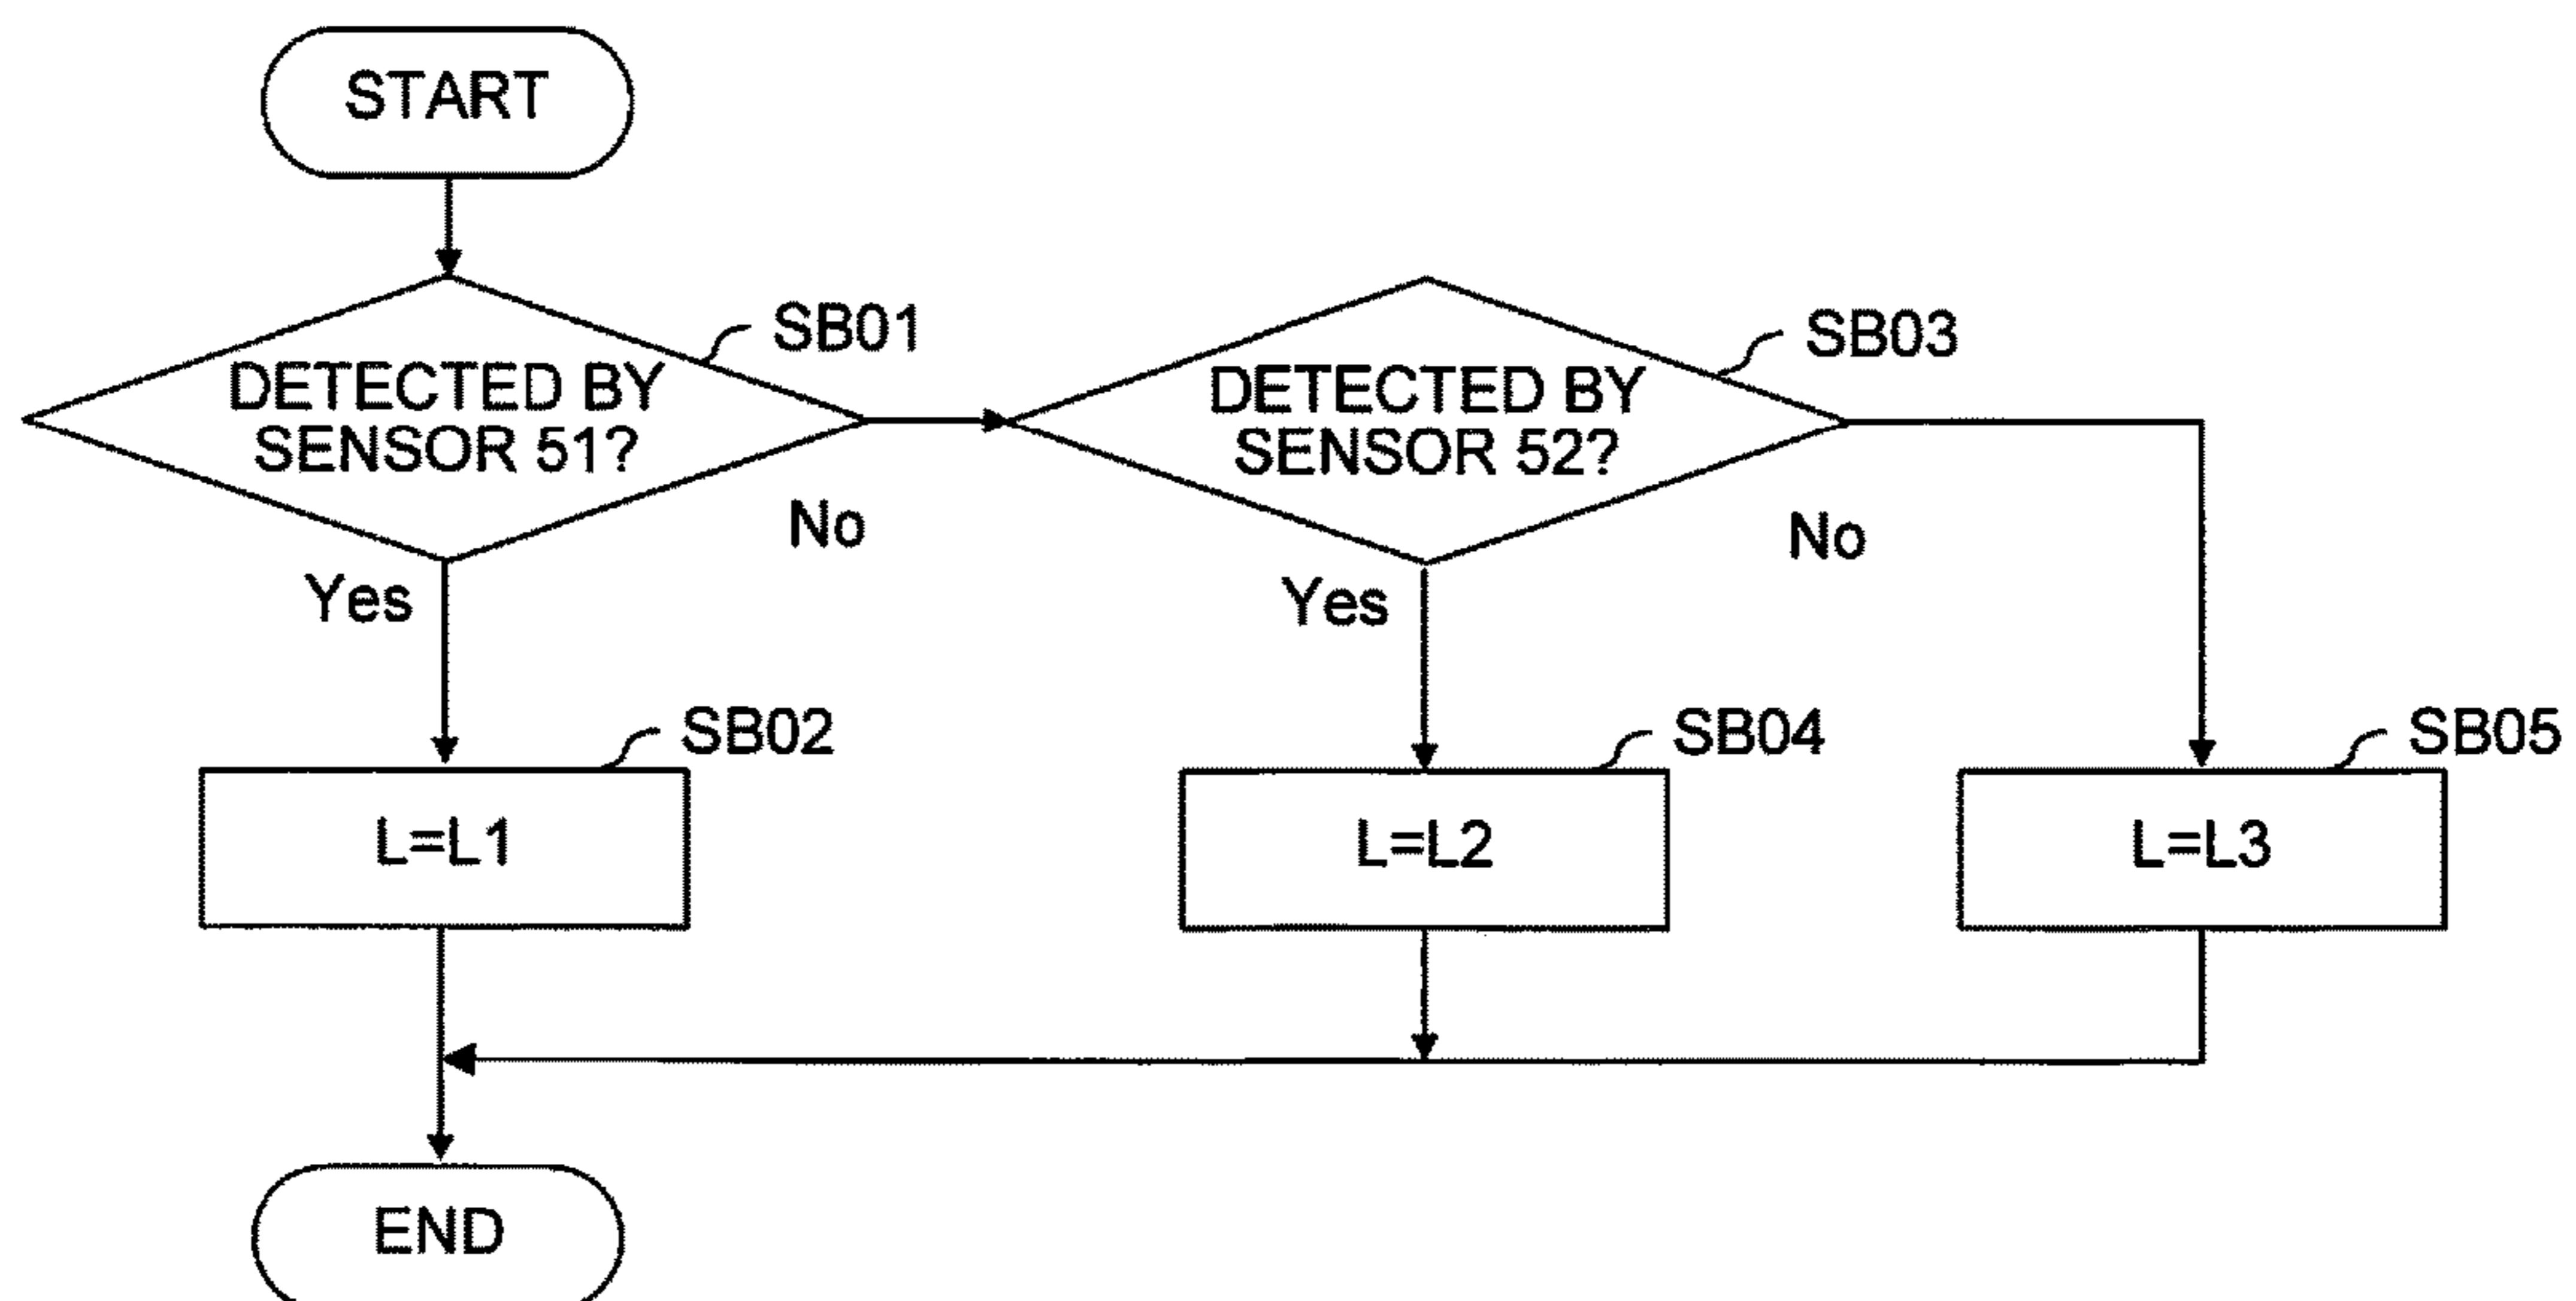 START
SB01
DETECTED BY
SENSOR 51?
No
Yes
SB03
DETECTED BY
SENSOR 52?
No
Yes
SB02
L=L1
SB04
L=L2
SB05
L=L3
END